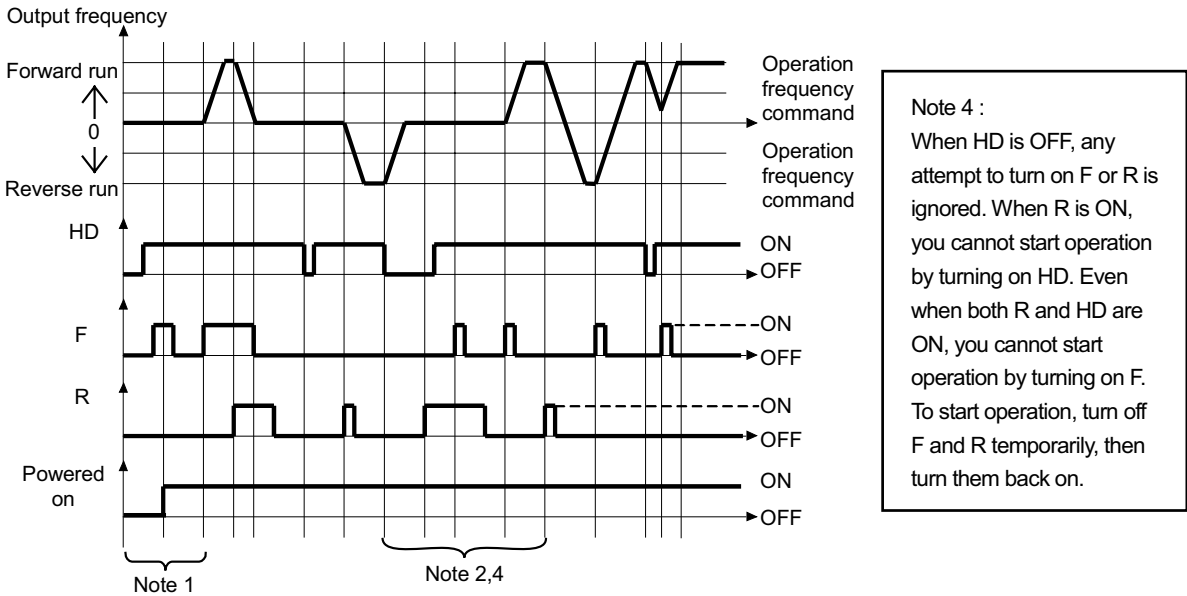 Output frequency
Forward run
0
Reverse run
Operation
frequency
command
Operation
frequency
command
HD
ON
OFF
F
ON
OFF
R
ON
OFF
Powered
on
ON
OFF
Note 1
Note 2,4
Note 4 :
When HD is OFF, any
attempt to turn on F or R is
ignored. When R is ON,
you cannot start operation
by turning on HD. Even
when both R and HD are
ON, you cannot start
operation by turning on F.
To start operation, turn off
F and R temporarily, then
turn them back on.